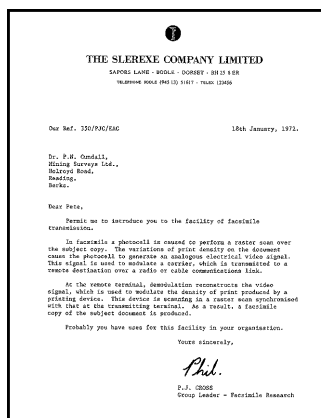 THE SLEREXE COMPANY LIMITED
SAPORS LANE - BOOLE - DORSET - BH 25 8 ER
TELEPHONE BOOLE (945 13) 51617 - TELEX 123456
Our Ref. 350/PJC/EAC 18th January, 1972.
Dr. P.N. Cundall,
Mining Surveys Ltd.,
Holroyd Road,
Reading,
Berks.
Dear Pete,
Permit me to introduce you to the facility of facsimile
transmission.
In facsimile a photocell is caused to perform a raster scan over
the subject copy. The variations of print density on the document
cause the photocell to generate an analogous electrical video signal.
This signal is used to modulate a carrier, which is transmitted to a
remote destination over a radio or cable communications link.
At the remote terminal, demodulation reconstructs the video
signal, which is used to modulate the density of print produced by a
printing device. This device is scanning in a raster scan synchronised
with that at the transmitting terminal. As a result, a facsimile
copy of the subject document is produced.
Probably you have uses for this facility in your organisation.
Yours sincerely,
Phil.
P.J. CROSS
Group Leader - Facsimile Research